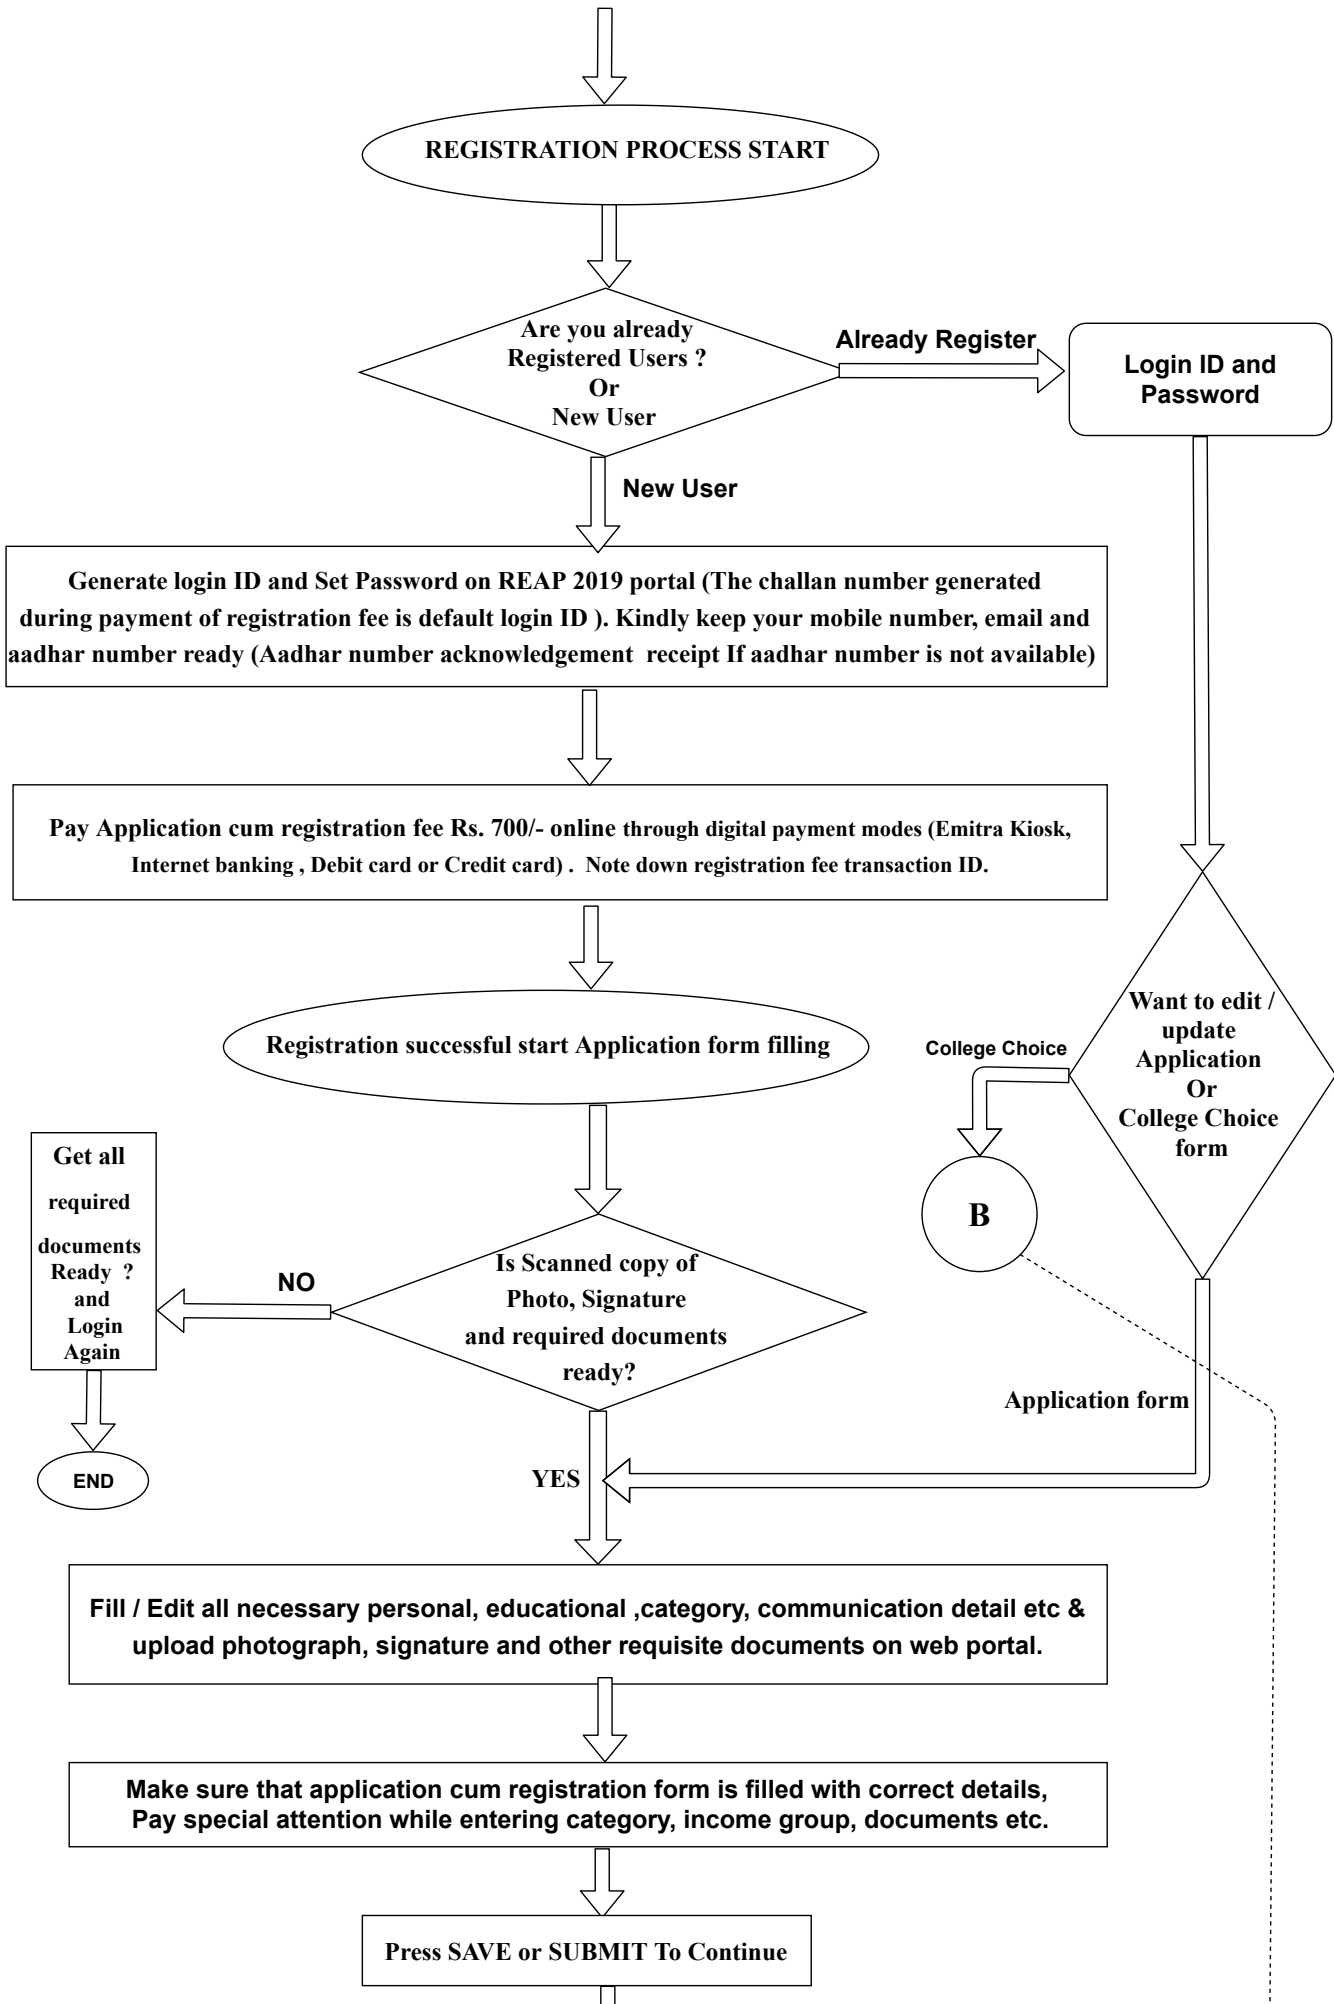 REGISTRATION PROCESS START
Are you already
Registered Users ?
Or
New User
Already Register
Login ID and
Password
New User
Generate login ID and Set Password on REAP 2019 portal (The challan number generated
during payment of registration fee is default login ID ). Kindly keep your mobile number, email and
aadhar number ready (Aadhar number acknowledgement receipt If aadhar number is not available)
Pay Application cum registration fee Rs. 700/- online through digital payment modes (Emitra Kiosk,
Internet banking , Debit card or Credit card) . Note down registration fee transaction ID.
Registration successful start Application form filling
College Choice
Want to edit /
update
Application
Or
College Choice
form
B
Get all
required
documents
Ready ?
and
Login
Again
NO
Is Scanned copy of
Photo, Signature
and required documents
ready?
Application form
END
YES
Fill / Edit all necessary personal, educational ,category, communication detail etc &
upload photograph, signature and other requisite documents on web portal.
Make sure that application cum registration form is filled with correct details,
Pay special attention while entering category, income group, documents etc.
Press SAVE or SUBMIT To Continue